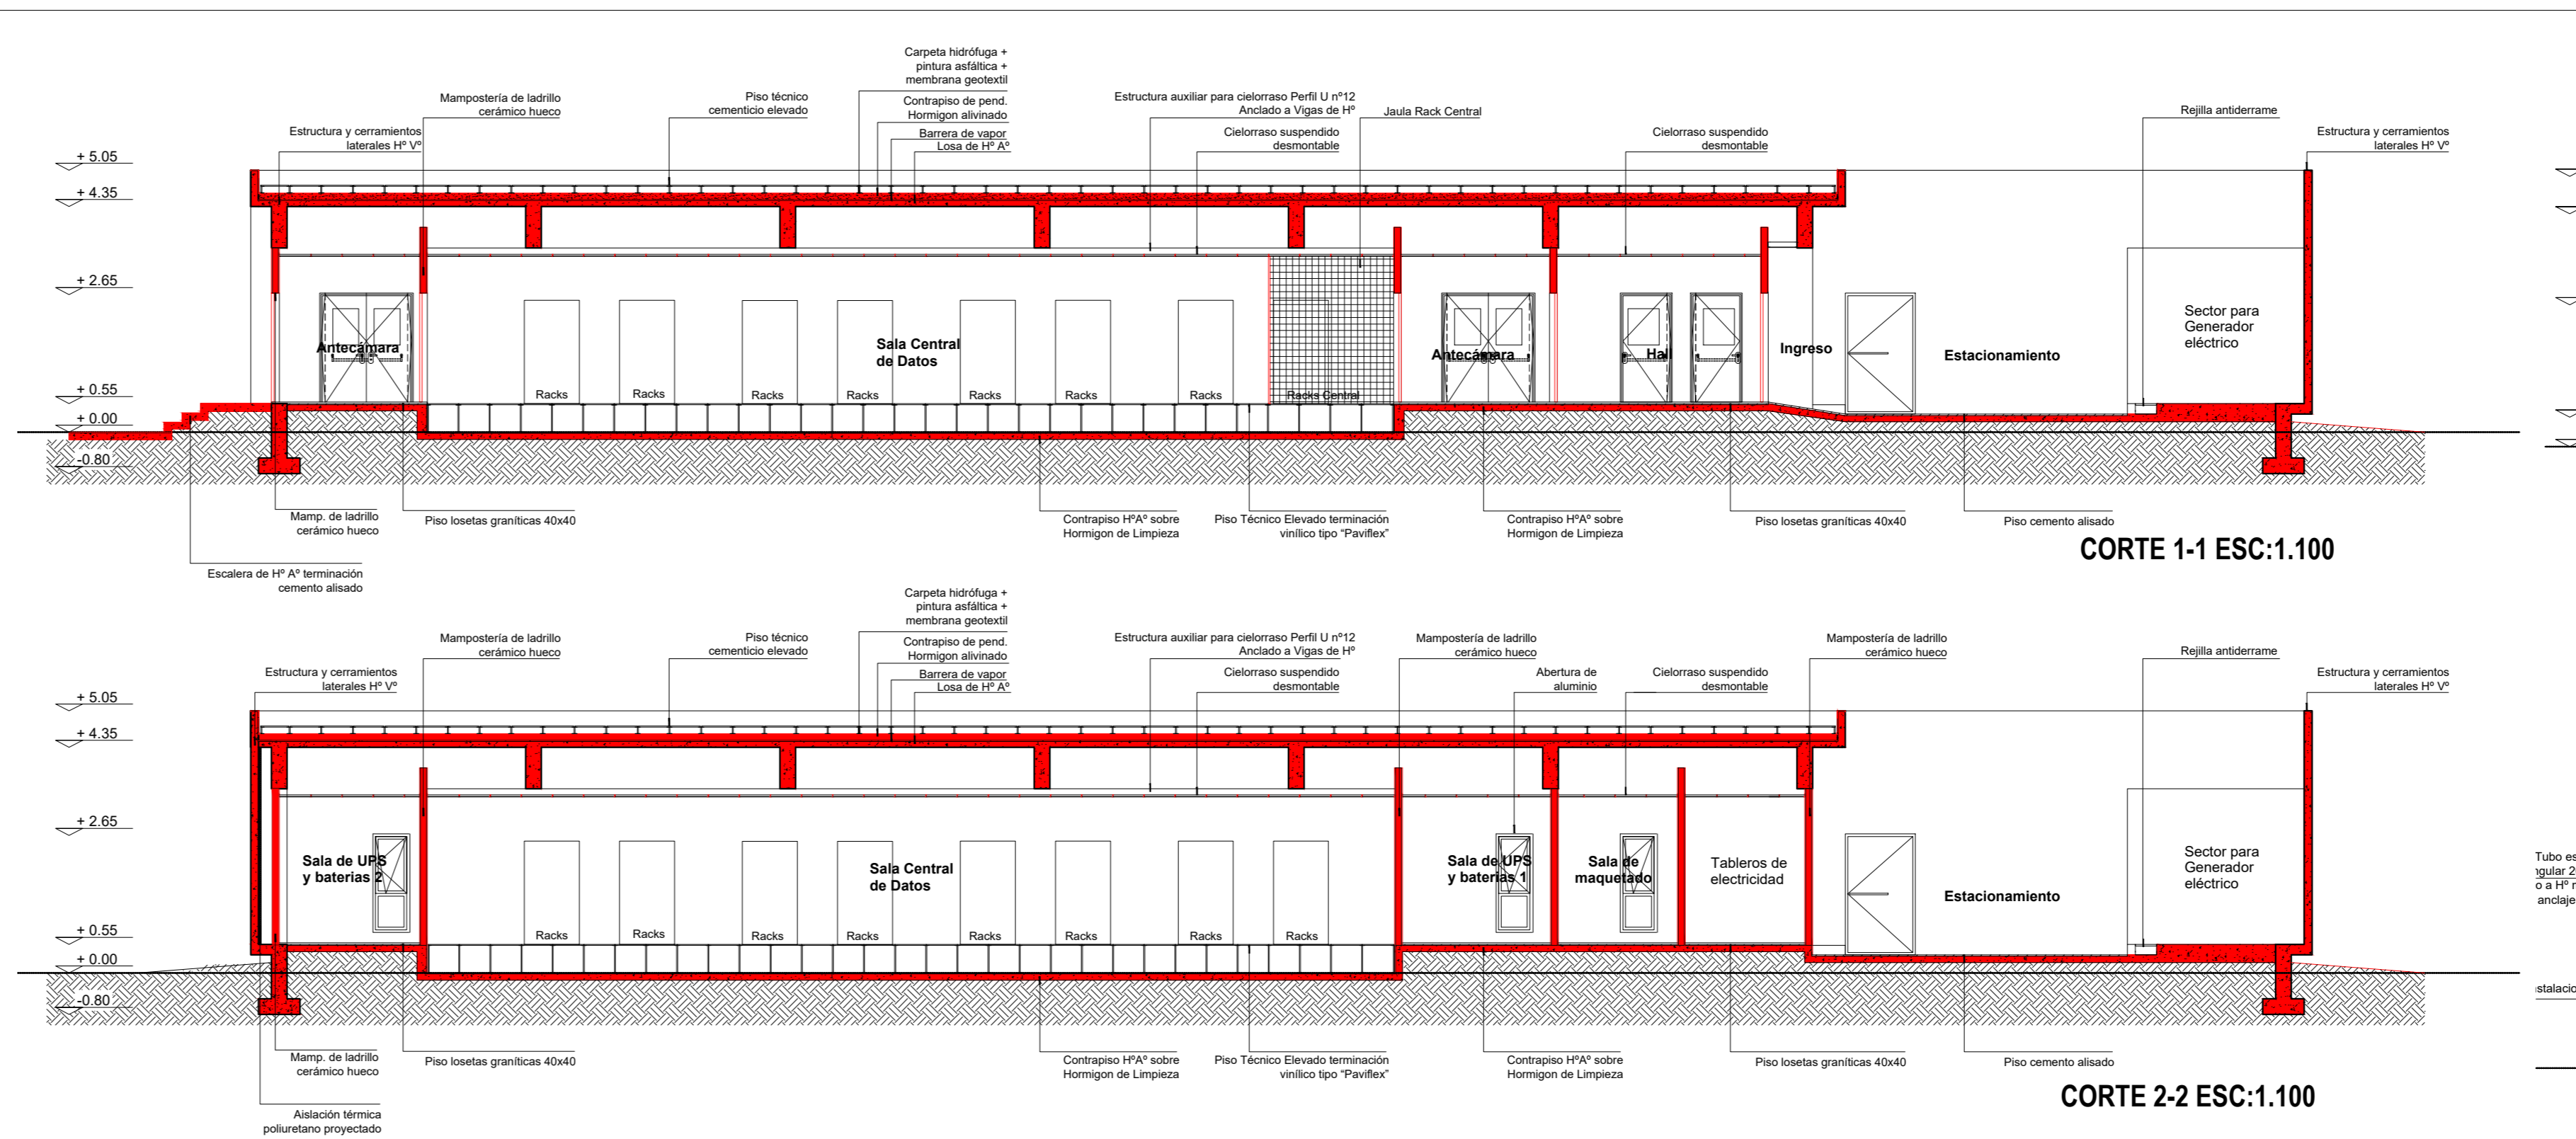 Carpeta hidrófuga +
pintura asfáltica +
membrana geotextil
Mampostería de ladrillo
cerámico hueco
Piso técnico
cementicio elevado
Contrapiso de pend.
Hormigon alivinado
Estructura auxiliar para cielorraso Perfil U nº12
Anclado a Vigas de Hº
Jaula Rack Central
Rejilla antiderrame
Estructura y cerramientos
laterales Hº Vº
Barrera de vapor
Losa de Hº Aº
Cielorraso suspendido
desmontable
Cielorraso suspendido
desmontable
Estructura y cerramientos
laterales Hº Vº
+ 5.05
+ 4.35
+ 2.65
+ 0.55
+ 0.00
-0.80
Antecámara
Sala Central
de Datos
Antecámara
Hall
Ingreso
Estacionamiento
Sector para
Generador
eléctrico
Racks
Racks
Racks
Racks
Racks
Racks
Racks
Racks Central
Mamp. de ladrillo
cerámico hueco
Piso losetas graníticas 40x40
Contrapiso HºAº sobre
Hormigon de Limpieza
Piso Técnico Elevado terminación
vinílico tipo “Paviflex”
Contrapiso HºAº sobre
Hormigon de Limpieza
Piso losetas graníticas 40x40
Piso cemento alisado
CORTE 1-1 ESC:1.100
Escalera de Hº Aº terminación
cemento alisado
Carpeta hidrófuga +
pintura asfáltica +
membrana geotextil
Mampostería de ladrillo
cerámico hueco
Piso técnico
cementicio elevado
Contrapiso de pend.
Hormigon alivinado
Estructura auxiliar para cielorraso Perfil U nº12
Anclado a Vigas de Hº
Mampostería de ladrillo
cerámico hueco
Mampostería de ladrillo
cerámico hueco
Rejilla antiderrame
Estructura y cerramientos
laterales Hº Vº
Barrera de vapor
Losa de Hº Aº
Cielorraso suspendido
desmontable
Abertura de
aluminio
Cielorraso suspendido
desmontable
Estructura y cerramientos
laterales Hº Vº
+ 5.05
+ 4.35
+ 2.65
+ 0.55
+ 0.00
-0.80
Sala de UPS
y baterias 2
Sala Central
de Datos
Sala de UPS
y baterias 1
Sala de
maquetado
Tableros de
electricidad
Estacionamiento
Sector para
Generador
eléctrico
Racks
Racks
Racks
Racks
Racks
Racks
Racks
Racks
Tubo es
ngular 2
o a Hº
anclaje
stalacio
Mamp. de ladrillo
cerámico hueco
Piso losetas graníticas 40x40
Contrapiso HºAº sobre
Hormigon de Limpieza
Piso Técnico Elevado terminación
vinílico tipo “Paviflex”
Contrapiso HºAº sobre
Hormigon de Limpieza
Piso losetas graníticas 40x40
Piso cemento alisado
CORTE 2-2 ESC:1.100
Aislación térmica
poliuretano proyectado